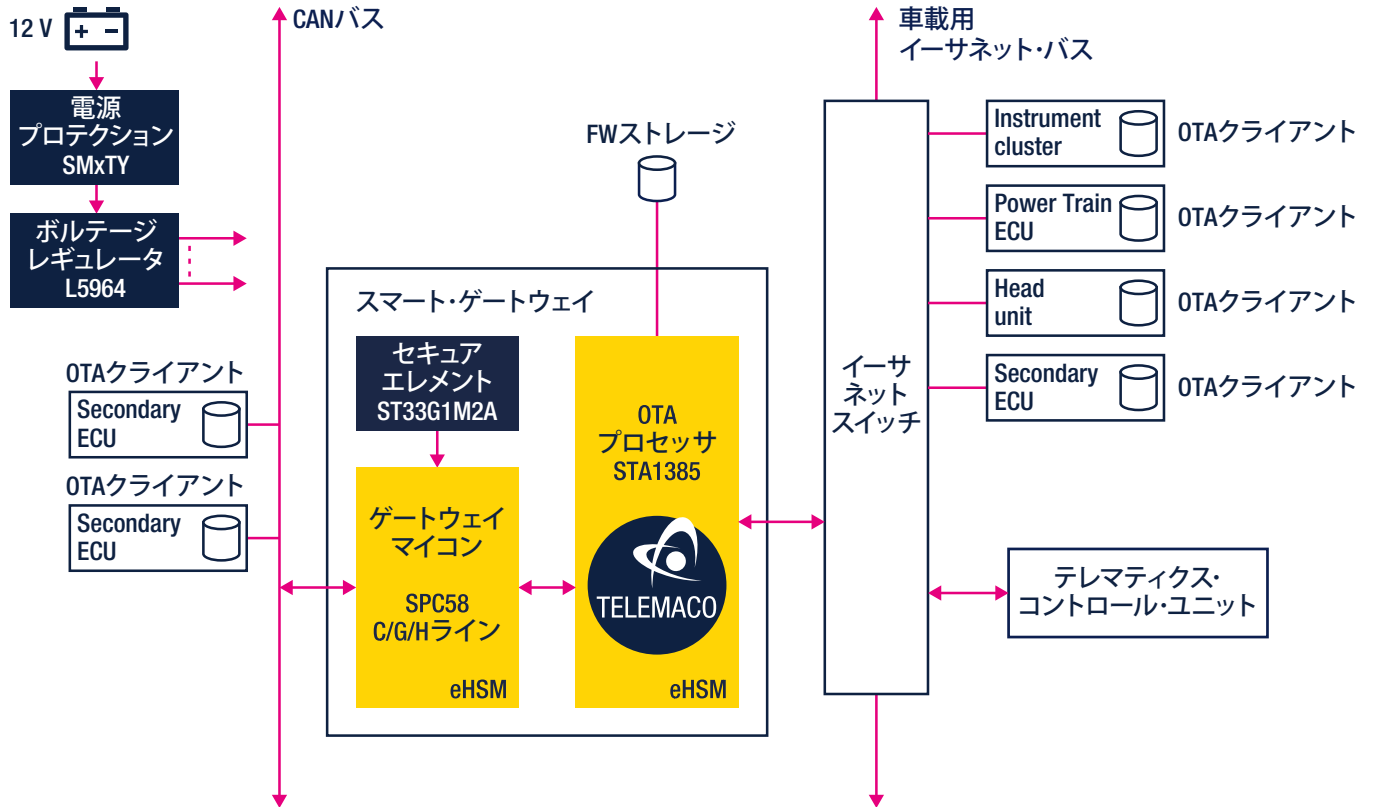 12 V
+ −
電源
プロテクション
SMxTY
ボルテージ
レギュレータ
L5964
CANバス
OTAクライアント
Secondary
ECU
OTAクライアント
Secondary
ECU
FWストレージ
スマート・ゲートウェイ
セキュア
エレメント
ST33G1M2A
ゲートウェイ
マイコン
SPC58
C/G/Hライン
eHSM
OTA
プロセッサ
STA1385
TELEMACO
eHSM
車載用
イーサネット・バス
イーサ
ネット
スイッチ
Instrument
cluster
OTAクライアント
Power Train
ECU
OTAクライアント
Head
unit
OTAクライアント
Secondary
ECU
OTAクライアント
テレマティクス・
コントロール・ユニット